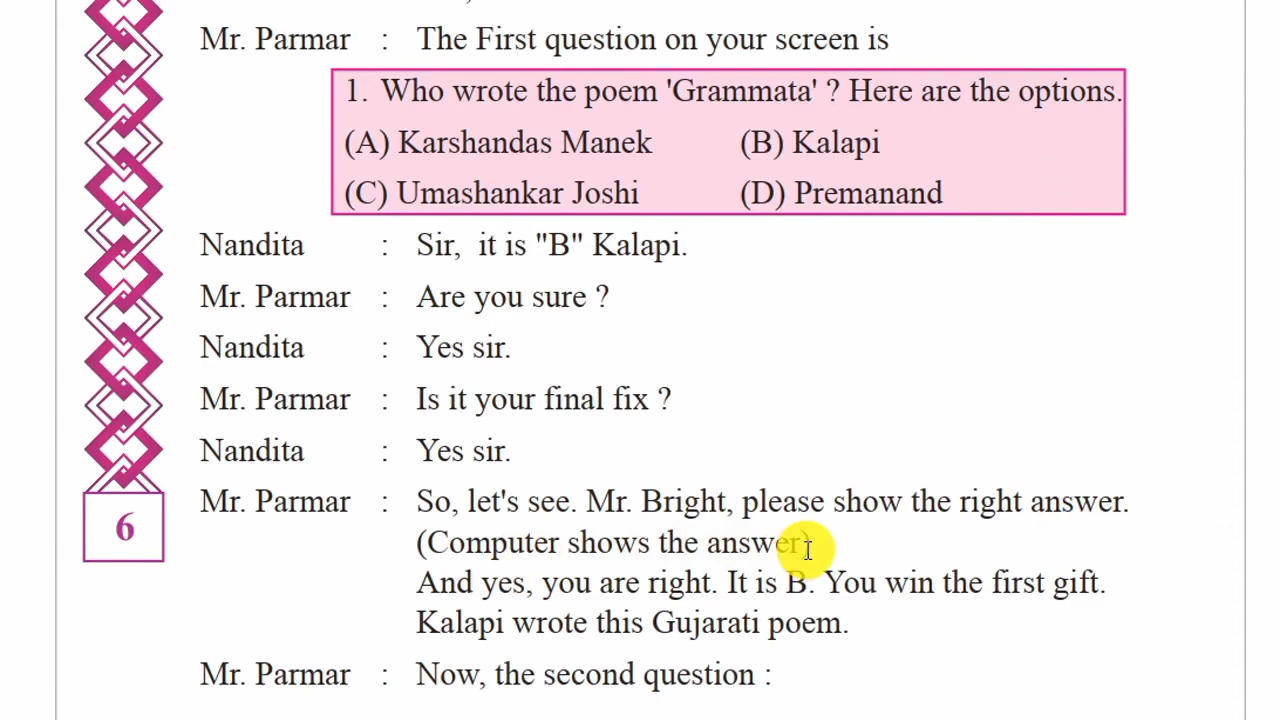 Mr. Parmar : The First question on your screen is
1. Who wrote the poem 'Grammata' ? Here are the options.
(A) Karshandas Manek (B) Kalapi
(C) Umashankar Joshi (D) Premanand
Nandita : Sir, it is "B" Kalapi.
Mr. Parmar : Are you sure ?
Nandita : Yes sir.
Mr. Parmar : Is it your final fix ?
Nandita : Yes sir.
Mr. Parmar : So, let's see. Mr. Bright, please show the right answer.
6
(Computer shows the answer)
And yes, you are right. It is B. You win the first gift.
Kalapi wrote this Gujarati poem.
Mr. Parmar : Now, the second question :